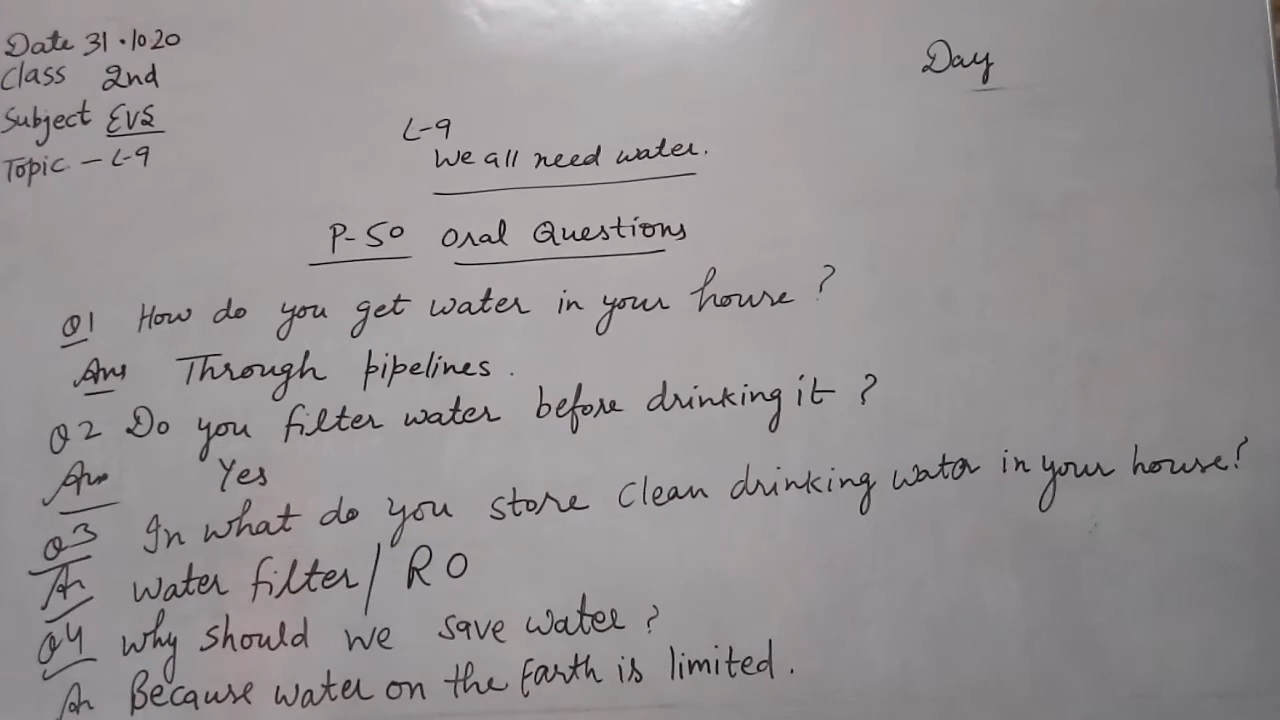 Date 31.10.20
Day
Class 2nd
Subject EVS
Topic - L-9
L-9
We all need water.
P-50 Oral Questions
Q1 How do you get water in your house?
Ans Through pipelines.
Q2 Do you filter water before drinking it?
Ans Yes
Q3 In what do you store clean drinking water in your house?
An Water filter/RO
Q4 Why should we save water?
An Because water on the Earth is limited.